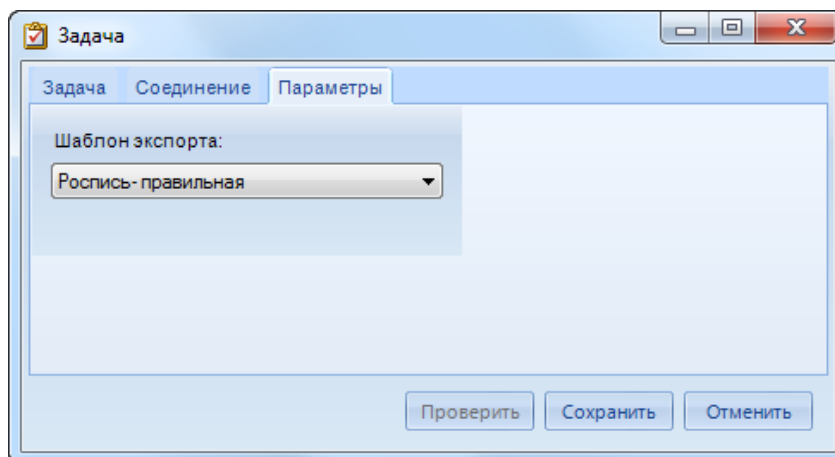 Задача
Задача Соединение Параметры
Шаблон экспорта:
Роспись- правильная
Проверить Сохранить Отменить